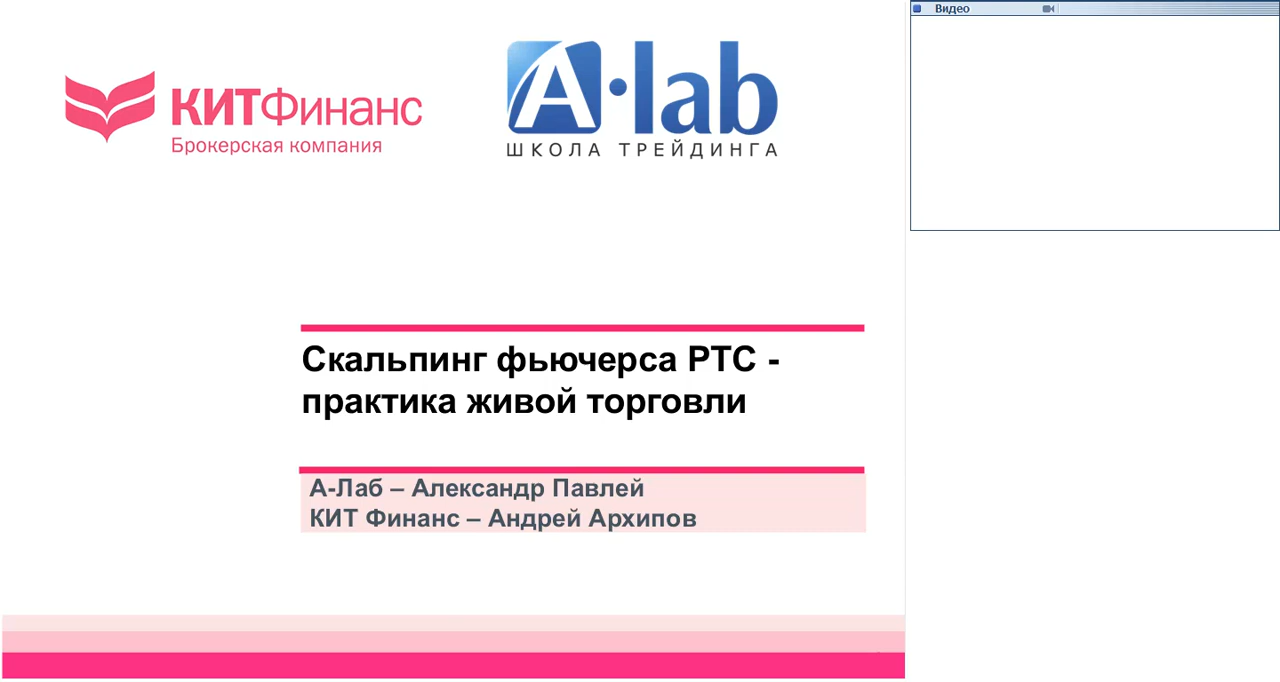 Видео
КИТФинанс
Брокерская компания
A·lab
ШКОЛА ТРЕЙДИНГА
Скальпинг фьючерса РТС -
практика живой торговли
А-Лаб – Александр Павлей
КИТ Финанс – Андрей Архипов